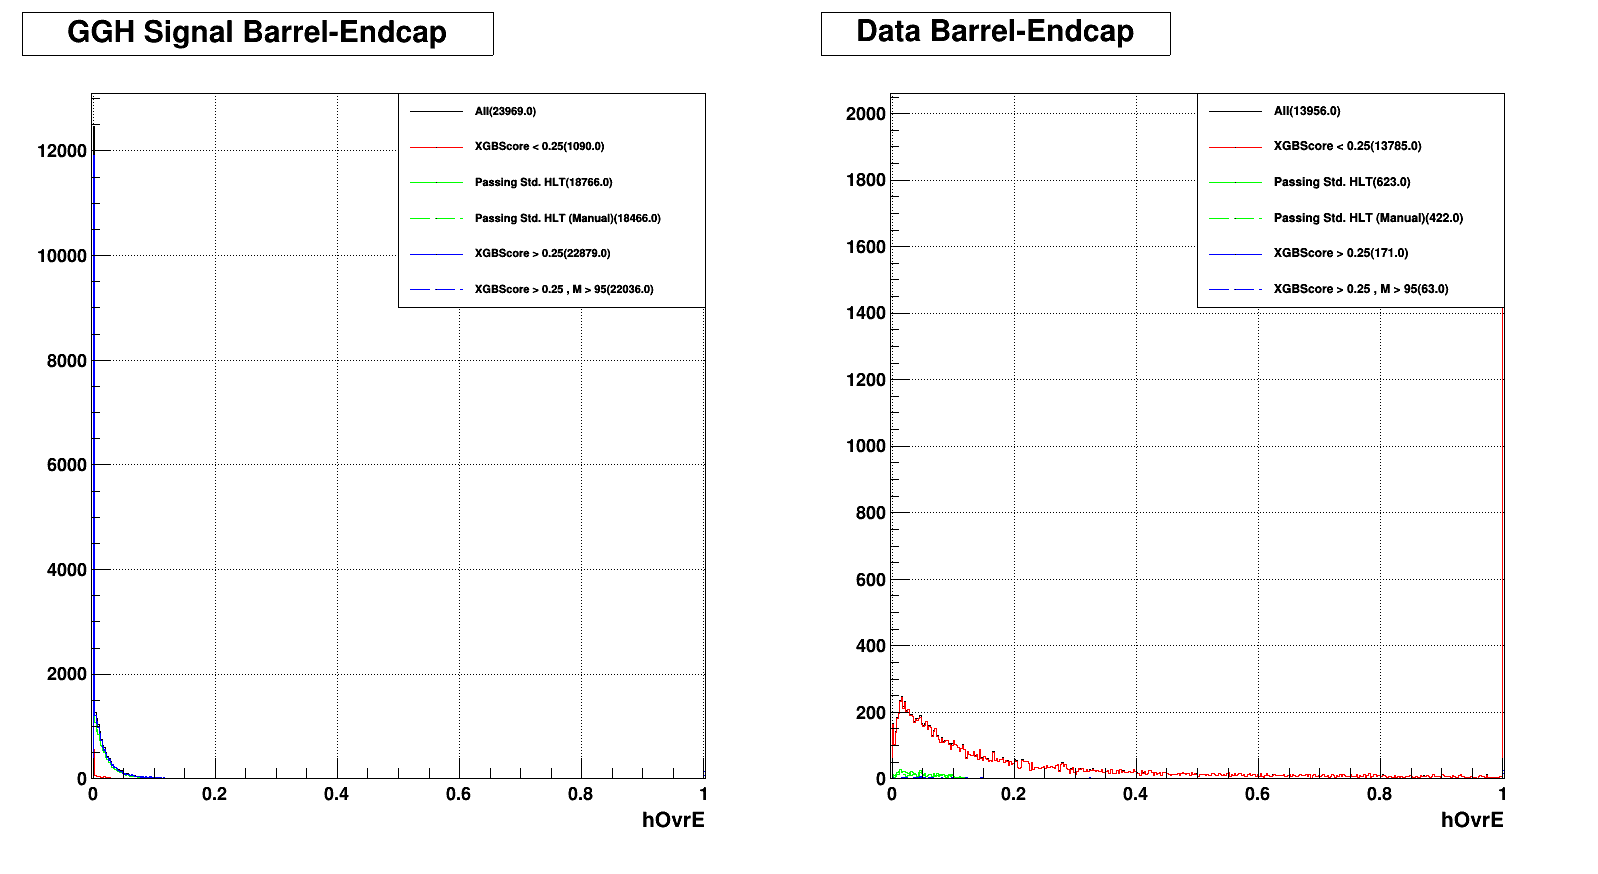 GGH Signal Barrel-Endcap
All(23969.0)
XGBScore < 0.25(1090.0)
Passing Std. HLT(18766.0)
Passing Std. HLT (Manual)(18466.0)
XGBScore > 0.25(22879.0)
XGBScore > 0.25 , M > 95(22036.0)
12000
10000
8000
6000
4000
2000
0
0 0.2 0.4 0.6 0.8 1
hOvrE
Data Barrel-Endcap
All(13956.0)
XGBScore < 0.25(13785.0)
Passing Std. HLT(623.0)
Passing Std. HLT (Manual)(422.0)
XGBScore > 0.25(171.0)
XGBScore > 0.25 , M > 95(63.0)
2000
1800
1600
1400
1200
1000
800
600
400
200
0
0 0.2 0.4 0.6 0.8 1
hOvrE